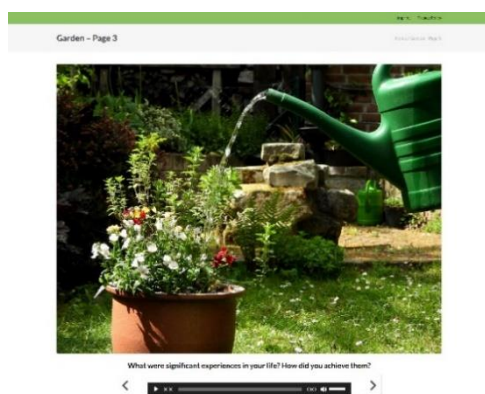 Garden – Page 3
What were significant experiences in your life? How did you achieve them?